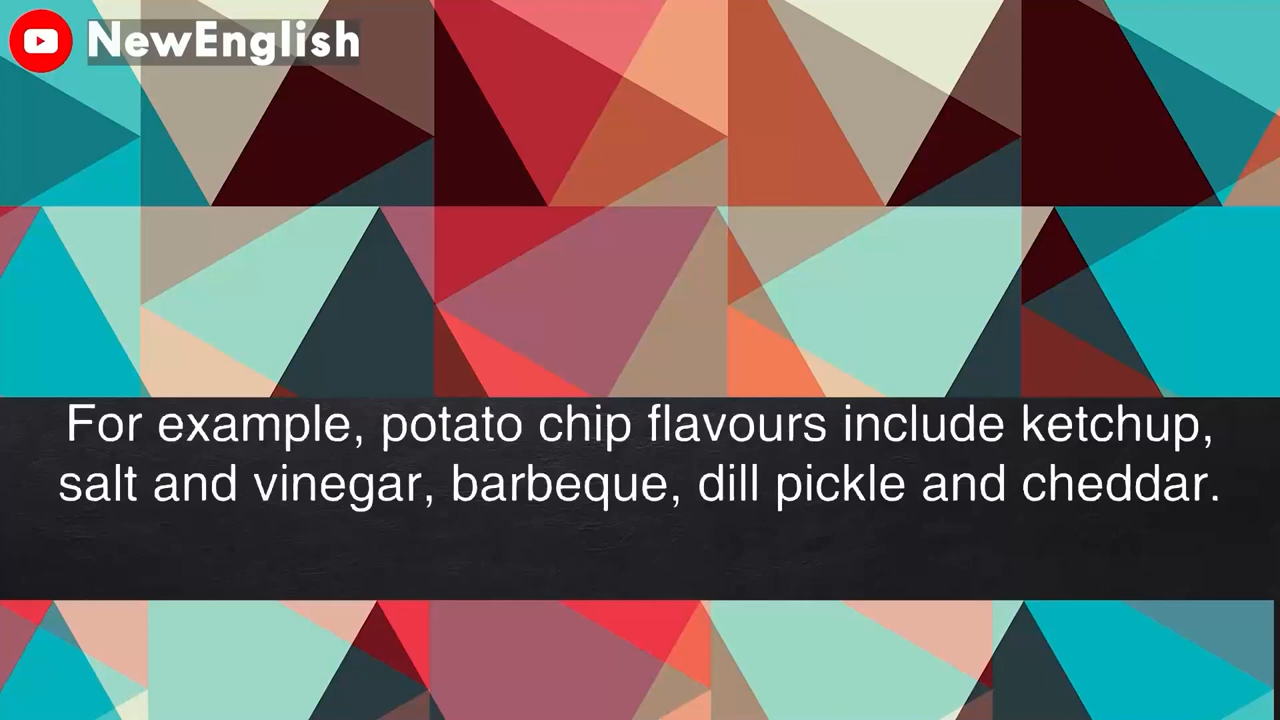 NewEnglish
For example, potato chip flavours include ketchup,
salt and vinegar, barbeque, dill pickle and cheddar.